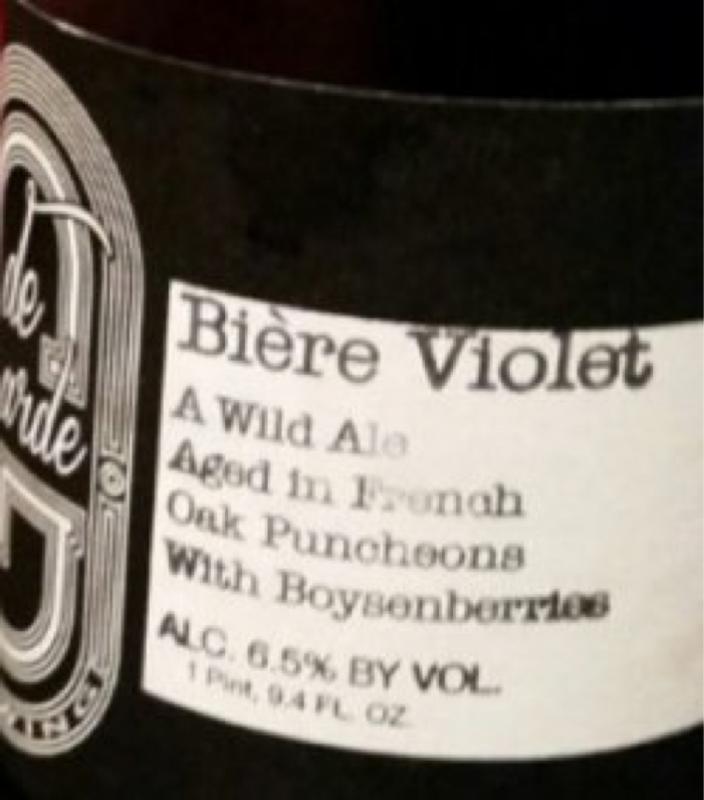 de
arde
WING
Bière Violet
A Wild Ale
Aged in French
Oak Puncheons
With Boysenberries
ALC. 6.5% BY VOL.
1 Pint, 9.4 FL. OZ.